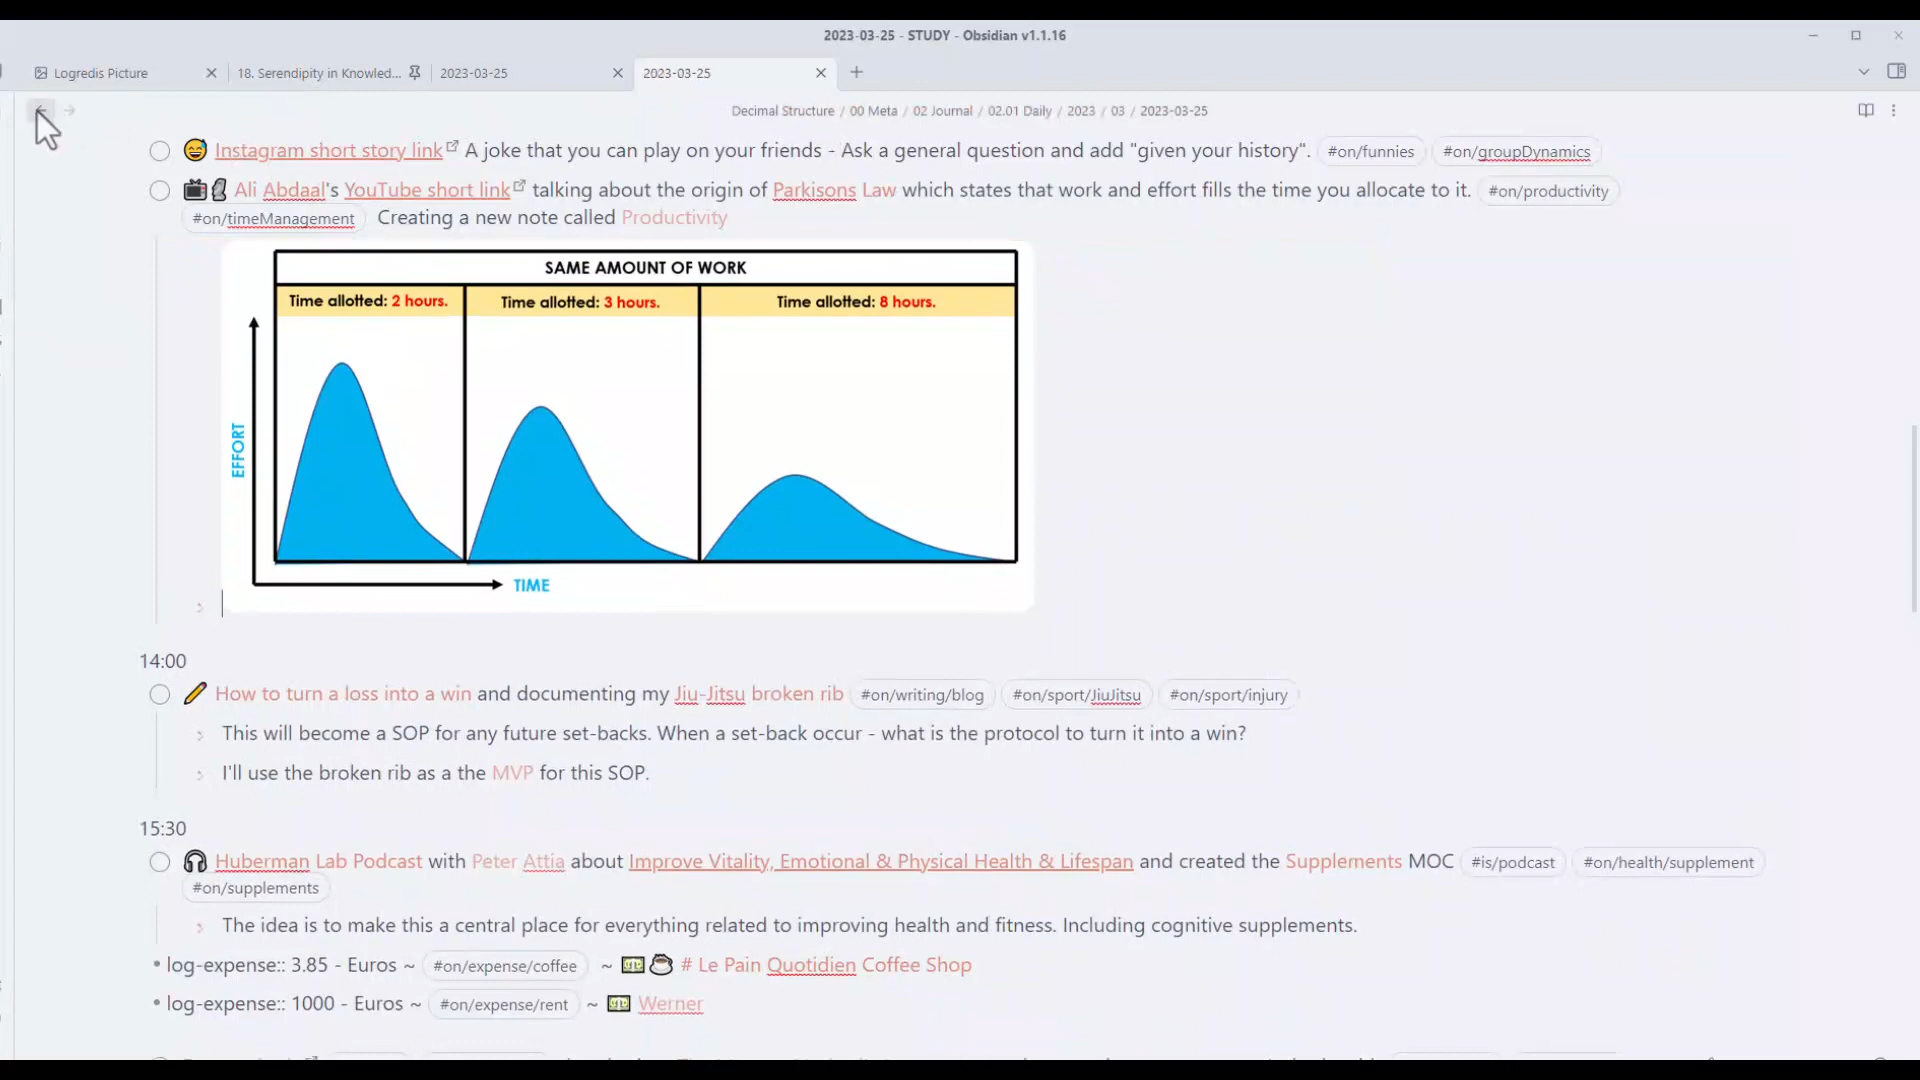 2023-03-25 - STUDY - Obsidian v1.1.16
Logredis Picture
18. Serendipity in Knowled...
2023-03-25
2023-03-25
Decimal Structure / 00 Meta / 02 Journal / 02.01 Daily / 2023 / 03 / 2023-03-25
Instagram short story link A joke that you can play on your friends - Ask a general question and add "given your history". #on/funnies #on/groupDynamics
Ali Abdaal's YouTube short link talking about the origin of Parkisons Law which states that work and effort fills the time you allocate to it. #on/productivity
#on/timeManagement Creating a new note called Productivity
SAME AMOUNT OF WORK
Time allotted: 2 hours. Time allotted: 3 hours. Time allotted: 8 hours.
EFFORT
TIME
14:00
How to turn a loss into a win and documenting my Jiu-Jitsu broken rib #on/writing/blog #on/sport/JiuJitsu #on/sport/injury
This will become a SOP for any future set-backs. When a set-back occur - what is the protocol to turn it into a win?
I'll use the broken rib as a the MVP for this SOP.
15:30
Huberman Lab Podcast with Peter Attia about Improve Vitality, Emotional & Physical Health & Lifespan and created the Supplements MOC #is/podcast #on/health/supplement
#on/supplements
The idea is to make this a central place for everything related to improving health and fitness. Including cognitive supplements.
• log-expense:: 3.85 - Euros ~ #on/expense/coffee ~ # Le Pain Quotidien Coffee Shop
• log-expense:: 1000 - Euros ~ #on/expense/rent ~ Werner